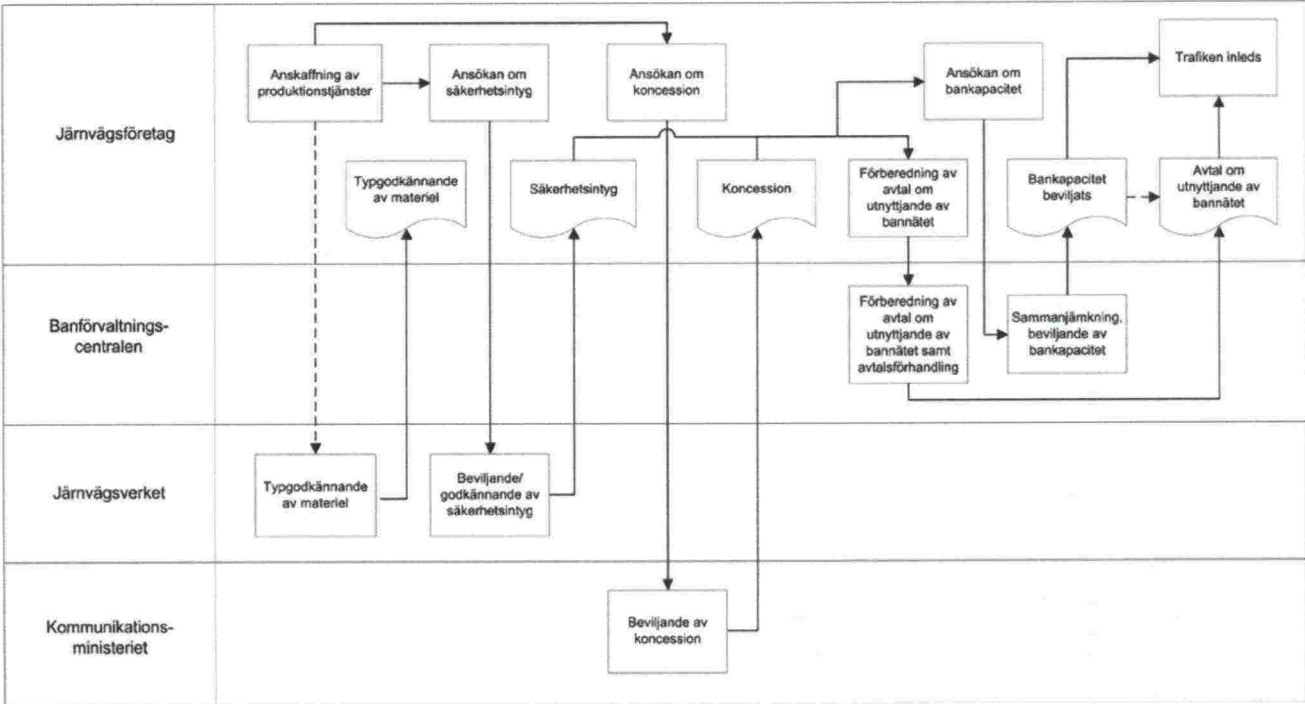 Järnvägsföretag
Anskaffning av
produktionstjänster
Ansökan om
säkerhetsintyg
Ansökan om
koncession
Ansökan om
bankapacitet
Trafiken inleds
Typgodkännande
av materiel
Säkerhetsintyg
Koncession
Förberedning av
avtal om
utnyttjande av
bannätet
Bankapacitet
beviljats
Avtal om
utnyttjande av
bannätet
Banförvaltnings-
centralen
Förberedning av
avtal om
utnyttjande av
bannätet samt
avtalsförhandling
Sammanjämkning,
beviljande av
bankapacitet
Järnvägsverket
Typgodkännande
av materiel
Beviljande/
godkännande av
säkerhetsintyg
Kommunikations-
ministeriet
Beviljande av
koncession